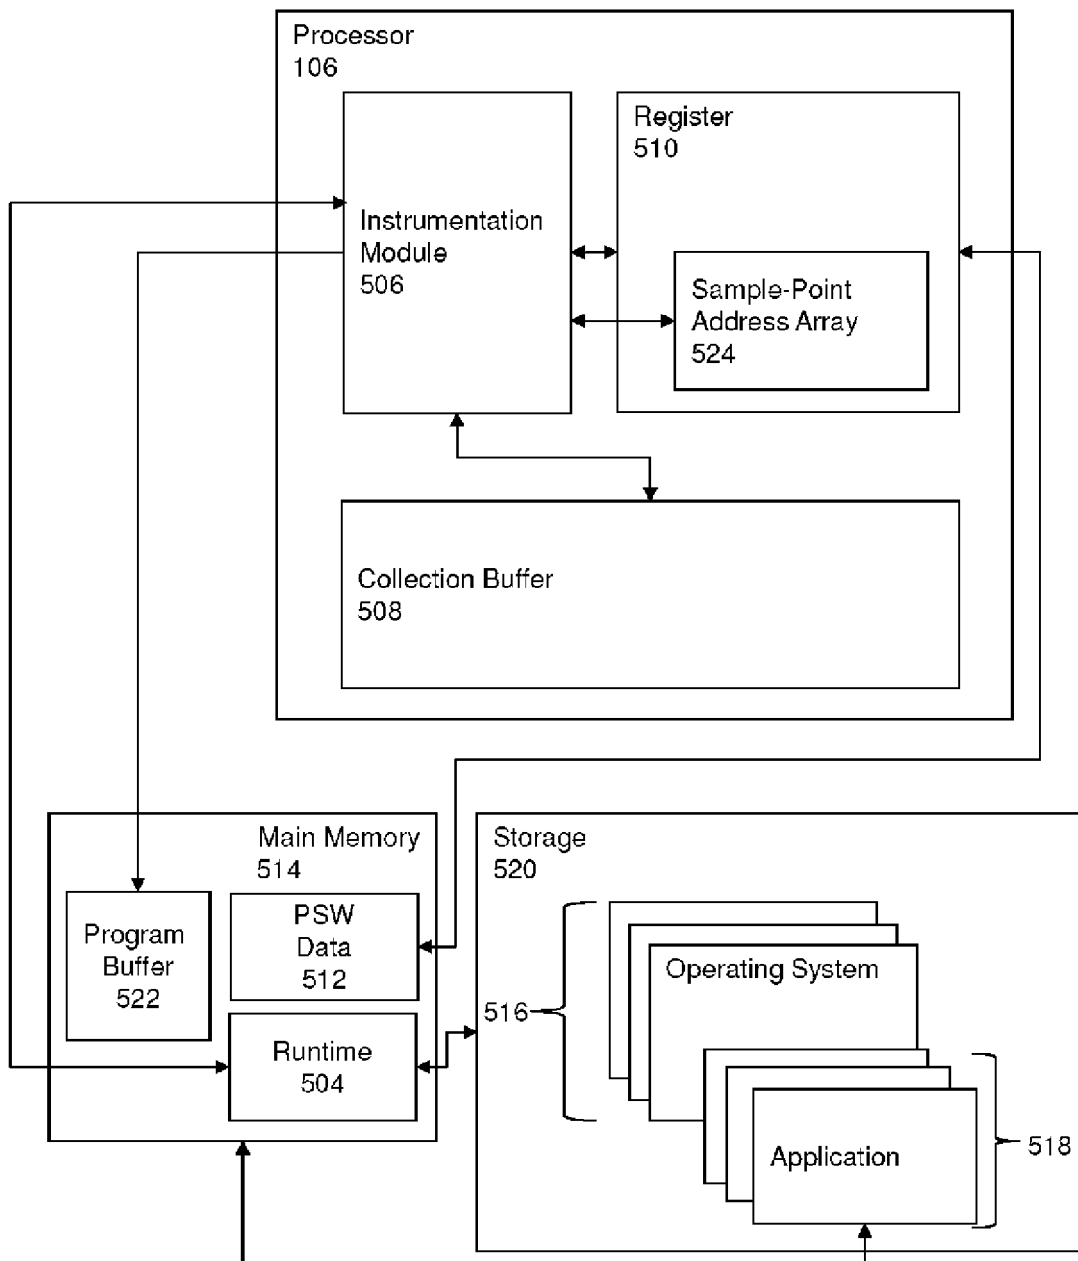 Processor
106
Register
510
Instrumentation
Module
506
Sample-Point
Address Array
524
Collection Buffer
508
Main Memory
514
Program
Buffer
522
PSW
Data
512
Runtime
504
Storage
520
516
Operating System
Application
518